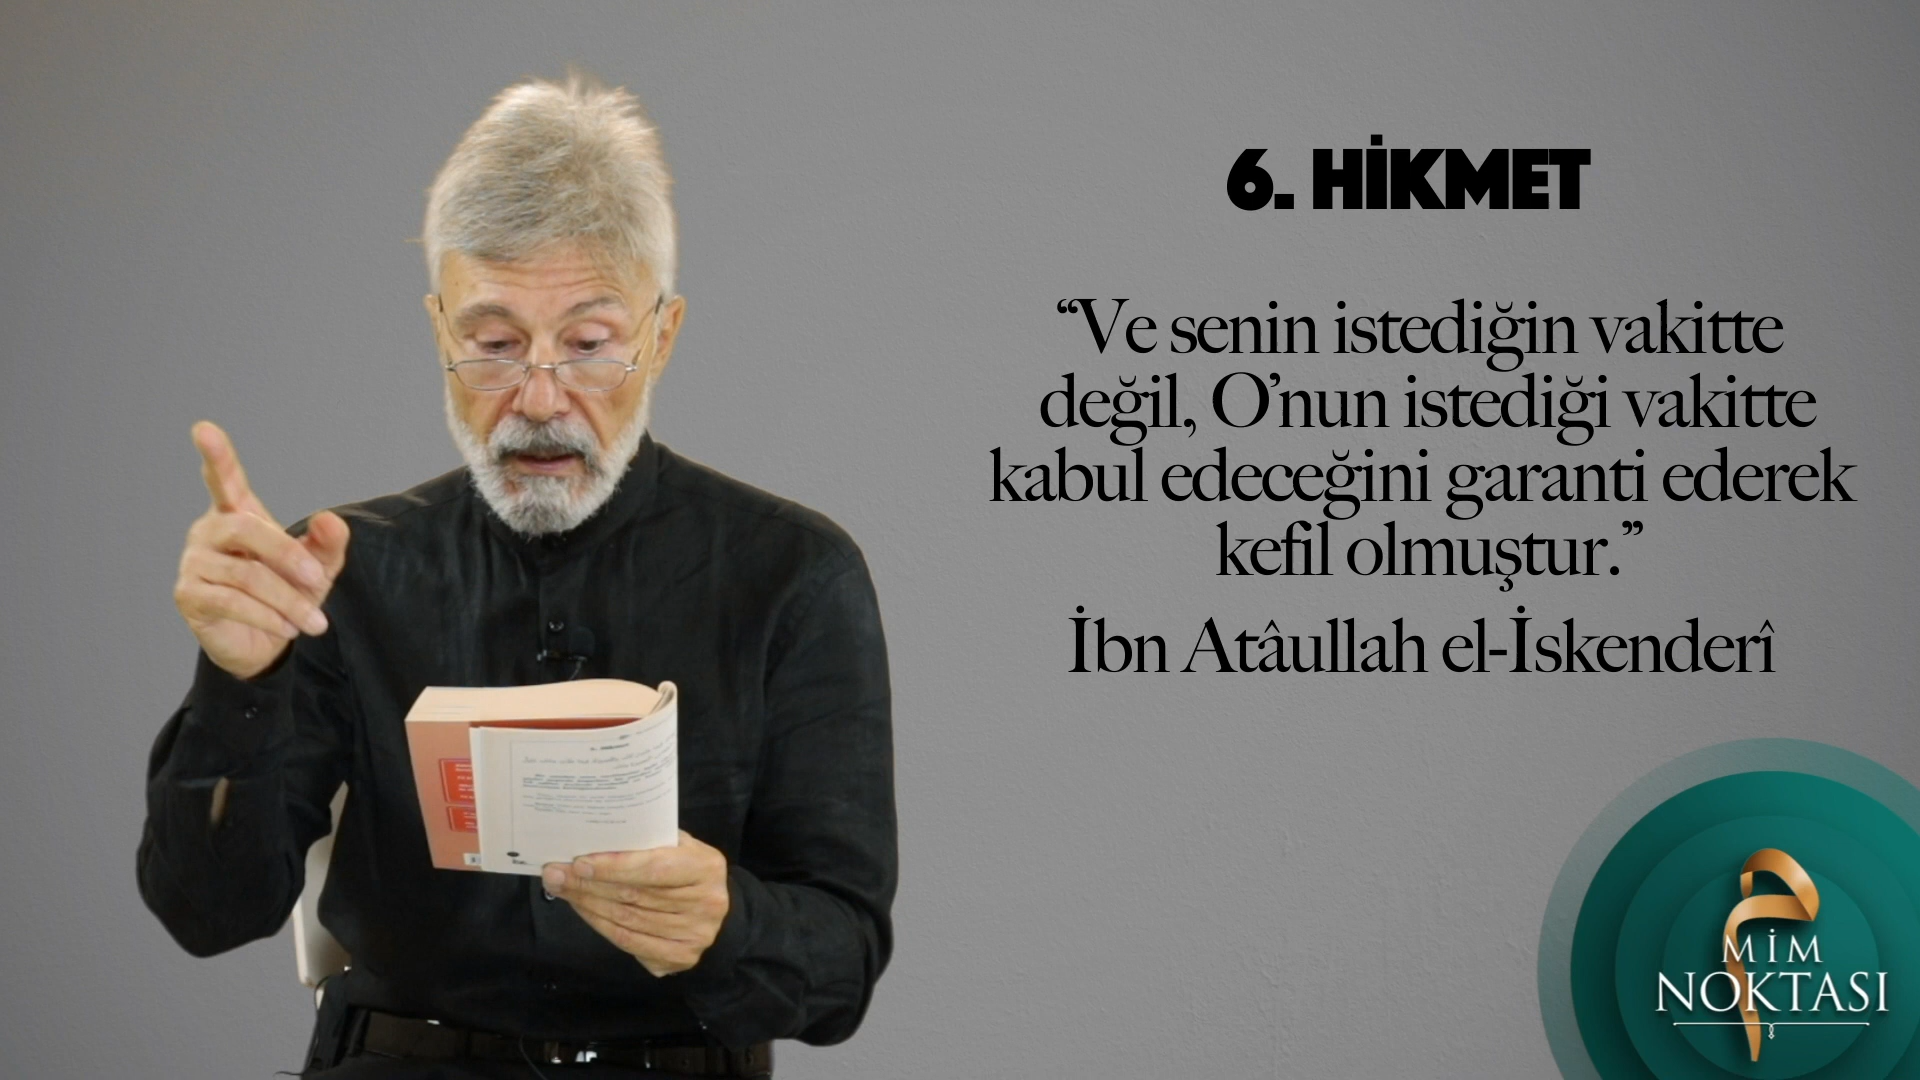 6. HİKMET
“Ve senin istediğin vakitte
değil, O’nun istediği vakitte
kabul edeceğini garanti ederek
kefil olmuştur.”
İbn Atâullah el-İskenderî
MİM
NOKTASI